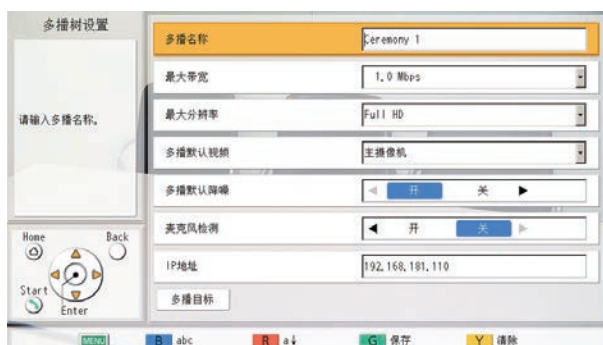 多播树设置
请输入多播名称。
多播名称 Ceremony 1
最大带宽 1.0 Mbps
最大分辨率 Full HD
多播默认视频 主摄像机
多播默认降噪 ◀ 开 关 ▶
麦克风检测 ◀ 开 关 ▶
IP地址 192.168.181.110
多播目标
Home Back
Start Enter
MENU B abc R a↓ G 保存 Y 清除